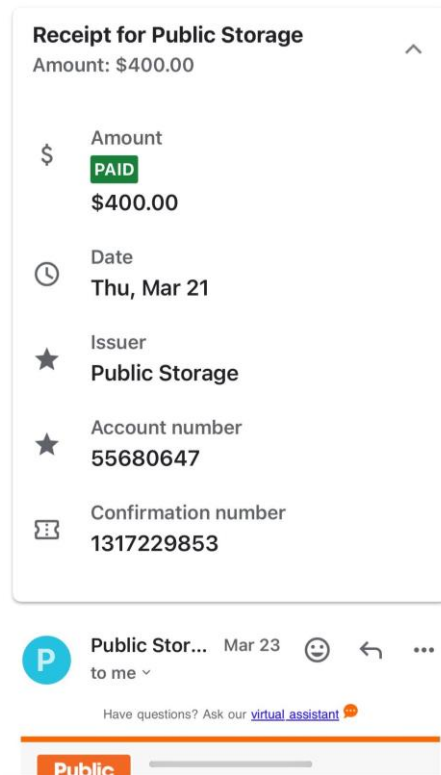 Receipt for Public Storage
Amount: $400.00
Amount
PAID
$400.00
Date
Thu, Mar 21
Issuer
Public Storage
Account number
55680647
Confirmation number
1317229853
P
Public Stor... Mar 23
to me
Have questions? Ask our virtual assistant
Public